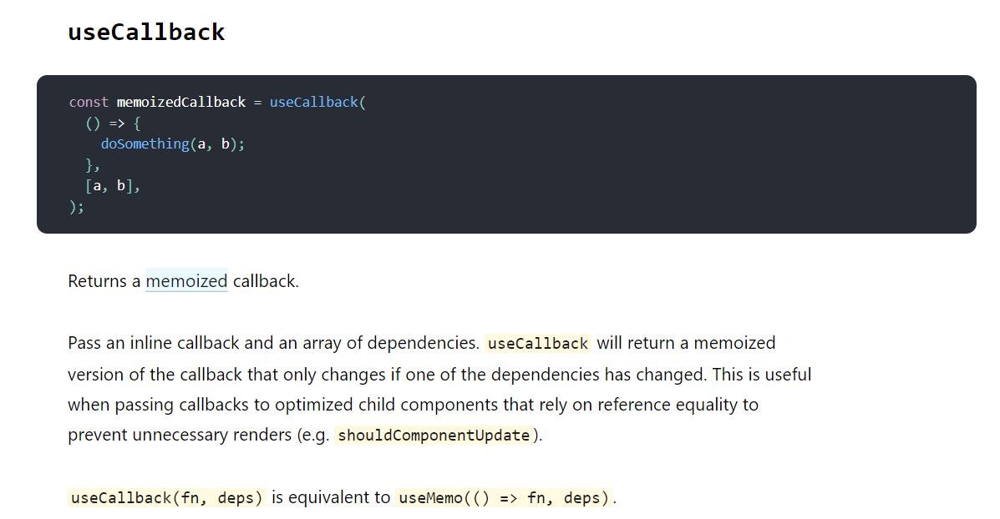 useCallback
const memoizedCallback = useCallback(
  () => {
    doSomething(a, b);
  },
  [a, b],
);
Returns a memoized callback.
Pass an inline callback and an array of dependencies. useCallback will return a memoized
version of the callback that only changes if one of the dependencies has changed. This is useful
when passing callbacks to optimized child components that rely on reference equality to
prevent unnecessary renders (e.g. shouldComponentUpdate).
useCallback(fn, deps) is equivalent to useMemo(() => fn, deps).